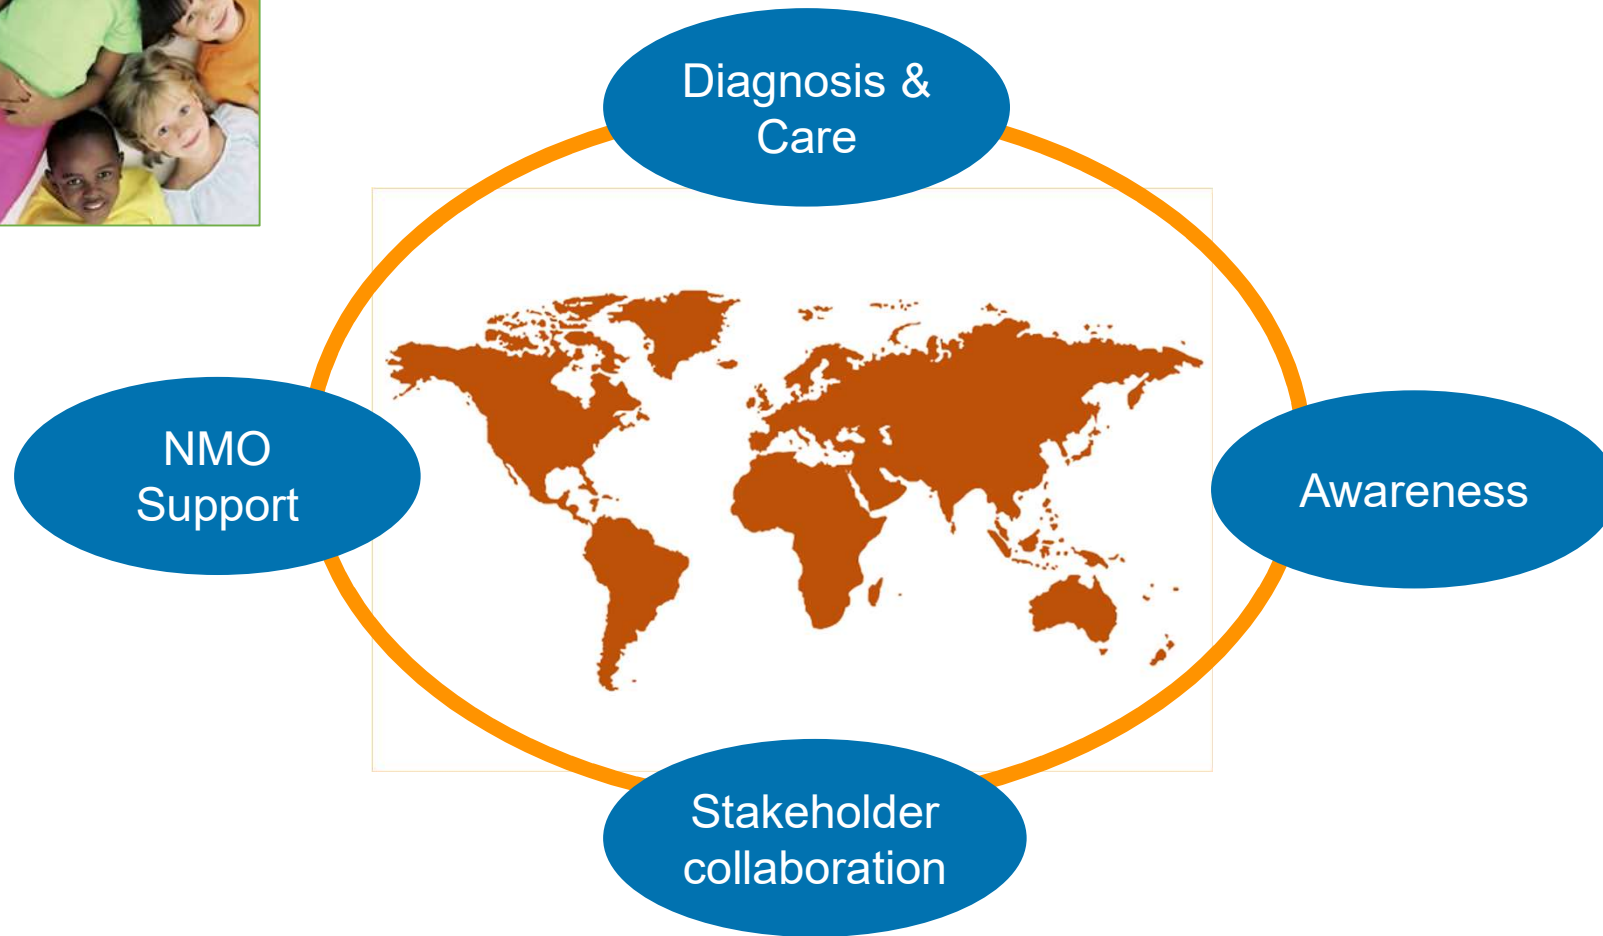 Diagnosis &
Care
NMO
Support
Awareness
Stakeholder
collaboration